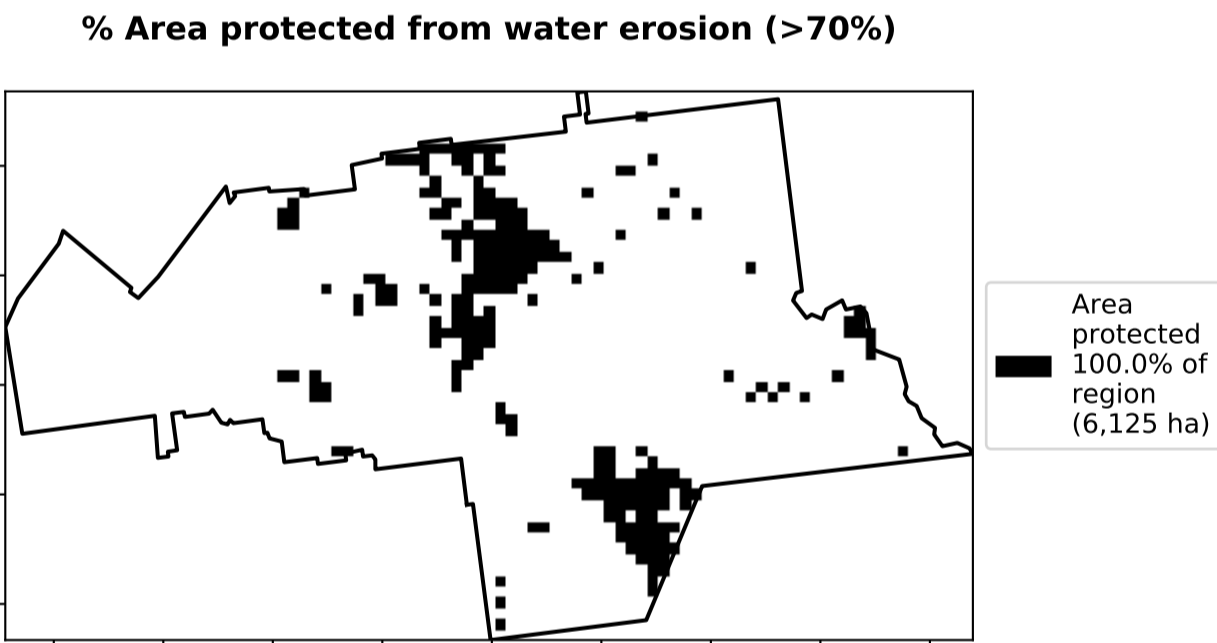 % Area protected from water erosion (>70%)
Area
protected
100.0% of
region
(6,125 ha)